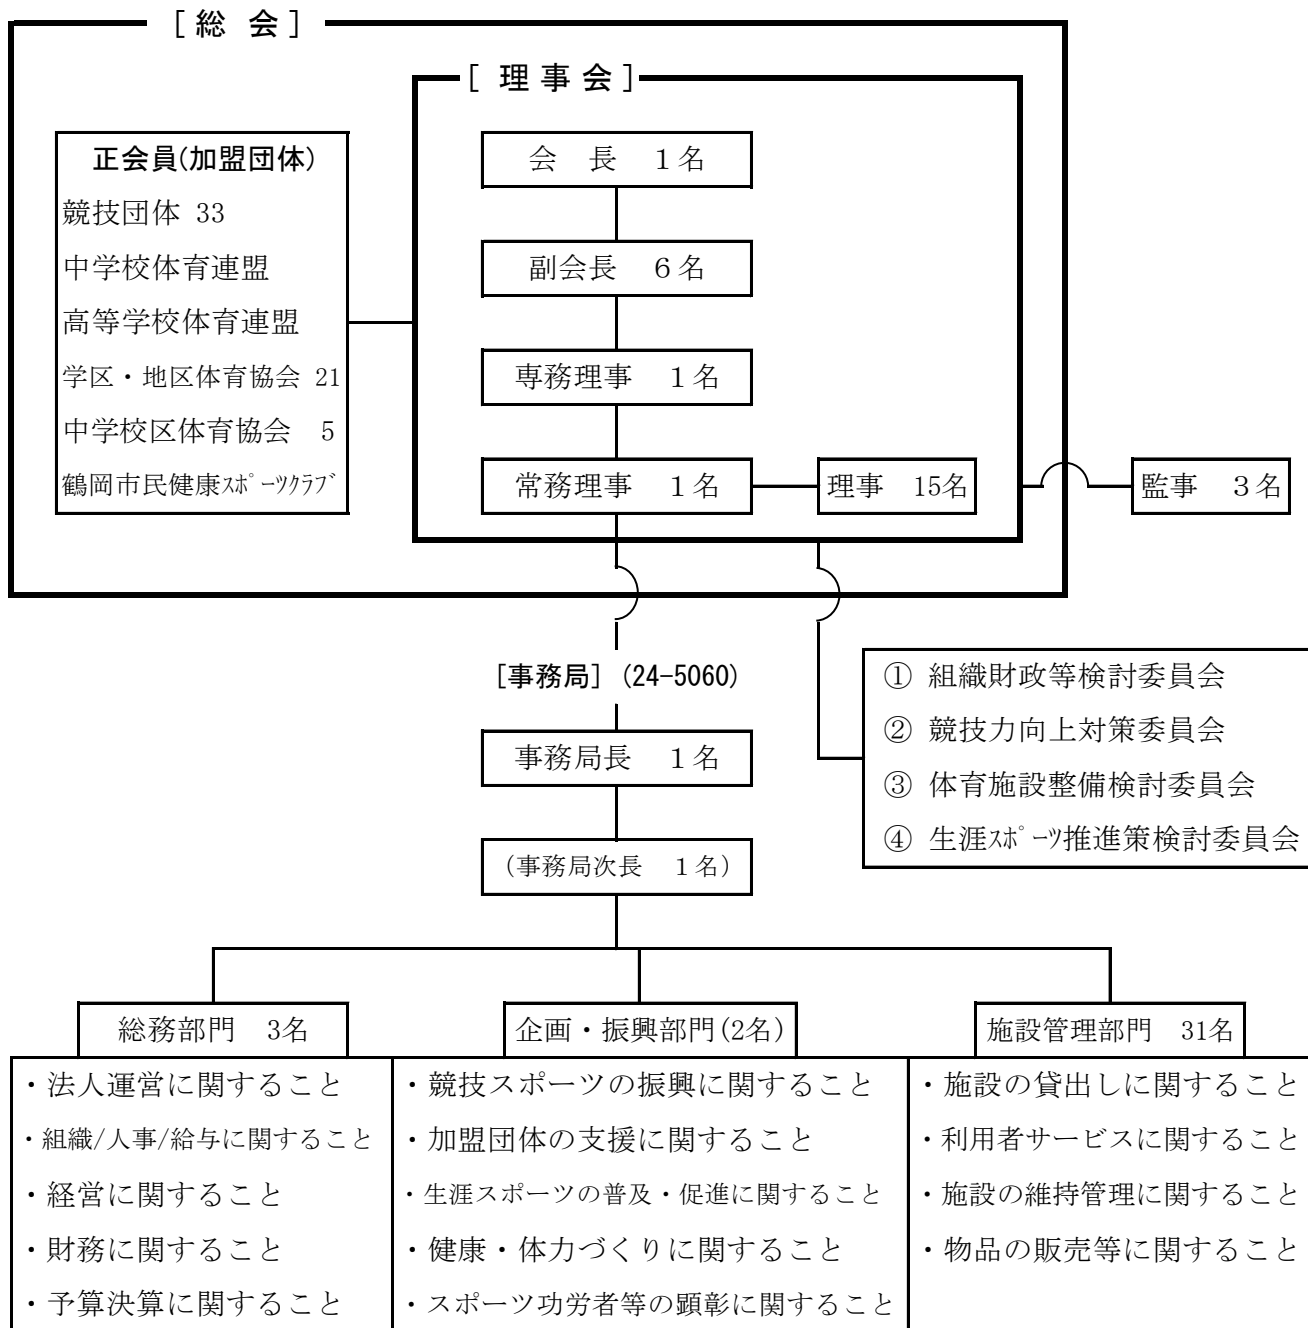 [総 会]
[理事会]
正会員(加盟団体)
競技団体 33
中学校体育連盟
高等学校体育連盟
学区・地区体育協会 21
中学校区体育協会 5
鶴岡市民健康ｽﾎﾟｰﾂｸﾗﾌﾞ
会 長 １名
副会長 ６名
専務理事 １名
常務理事 １名
理事 15名
監事 ３名
[事務局] (24-5060)
事務局長 １名
(事務局次長 １名)
① 組織財政等検討委員会
② 競技力向上対策委員会
③ 体育施設整備検討委員会
④ 生涯ｽﾎﾟｰﾂ推進策検討委員会
総務部門 3名
・法人運営に関すること
・組織/人事/給与に関すること
・経営に関すること
・財務に関すること
・予算決算に関すること
企画・振興部門(2名)
・競技スポーツの振興に関すること
・加盟団体の支援に関すること
・生涯スポーツの普及・促進に関すること
・健康・体力づくりに関すること
・スポーツ功労者等の顕彰に関すること
施設管理部門 31名
・施設の貸出しに関すること
・利用者サービスに関すること
・施設の維持管理に関すること
・物品の販売等に関すること